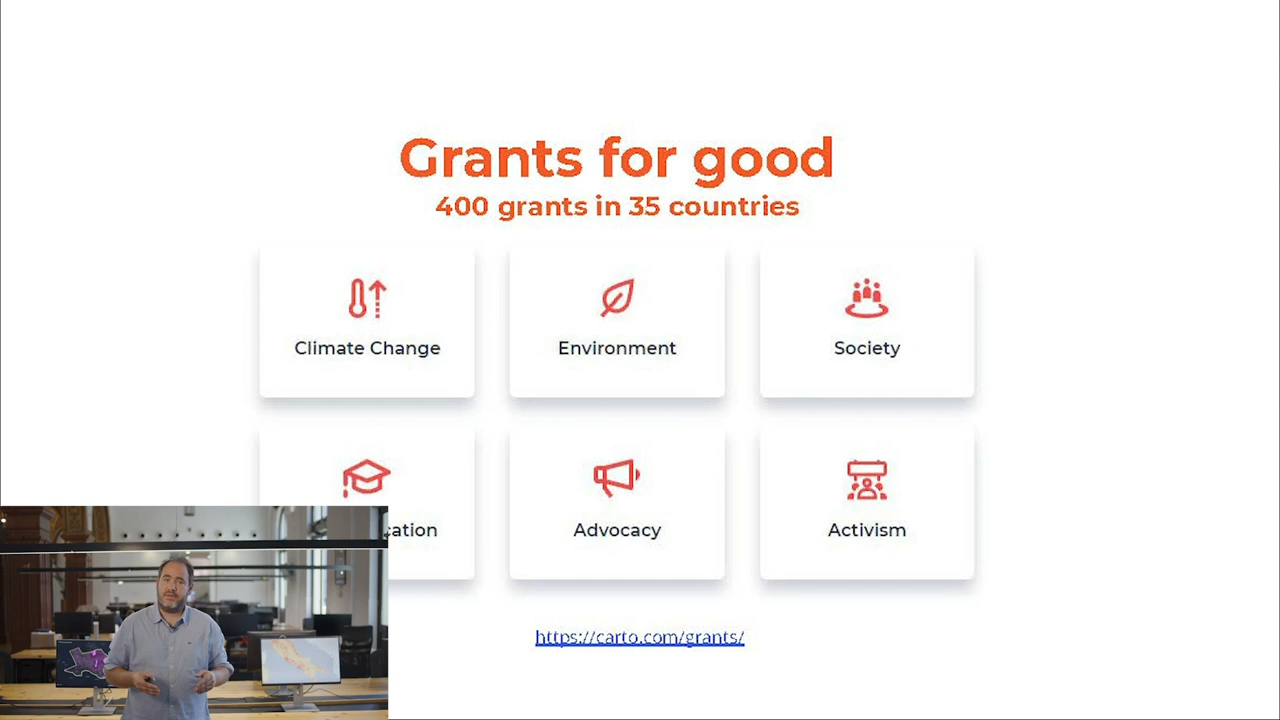 Grants for good
400 grants in 35 countries
Climate Change
Environment
Society
cation
Advocacy
Activism
https://carto.com/grants/